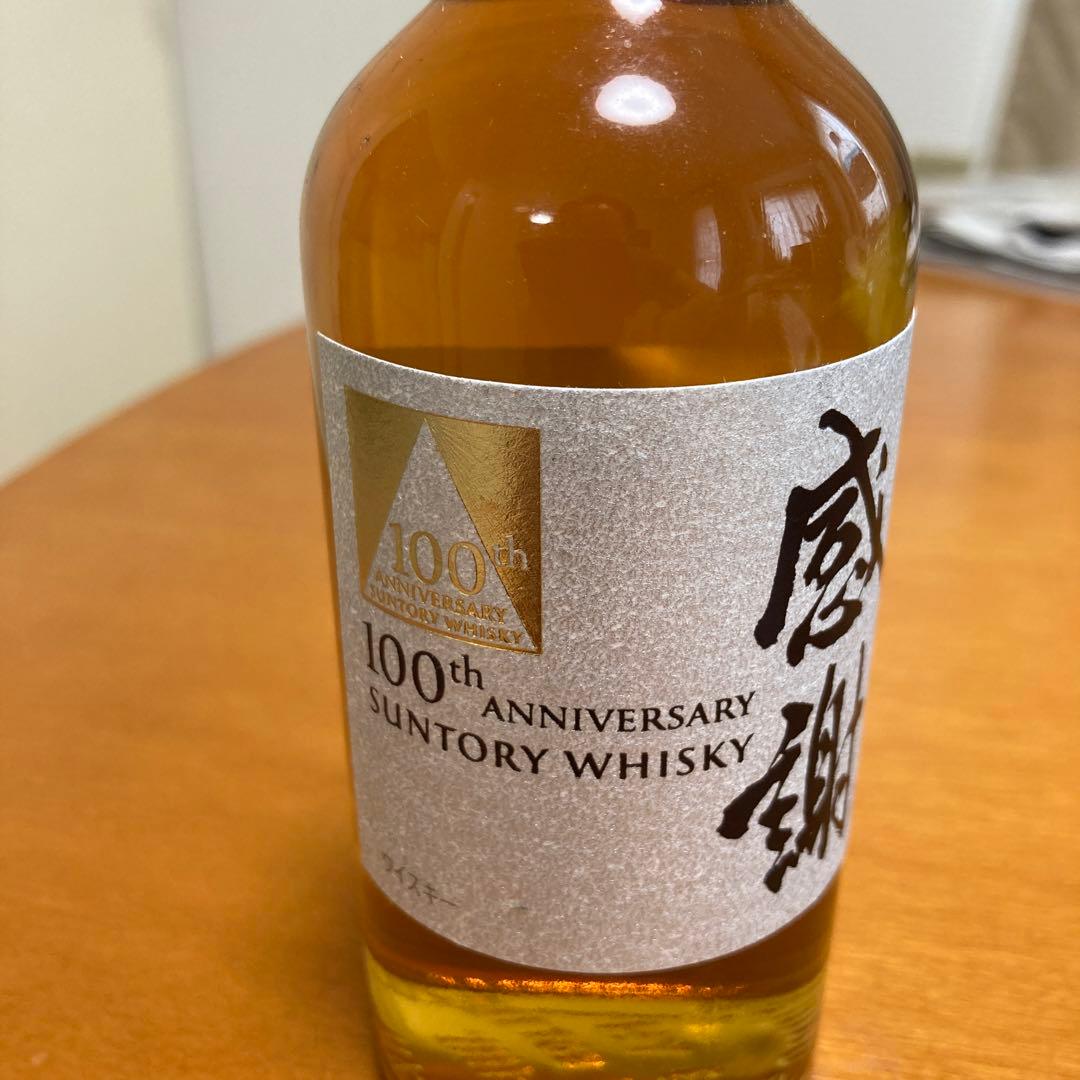 100th
ANNIVERSARY
SUNTORY WHISKY
100th ANNIVERSARY
SUNTORY WHISKY
感謝
ウイスキー